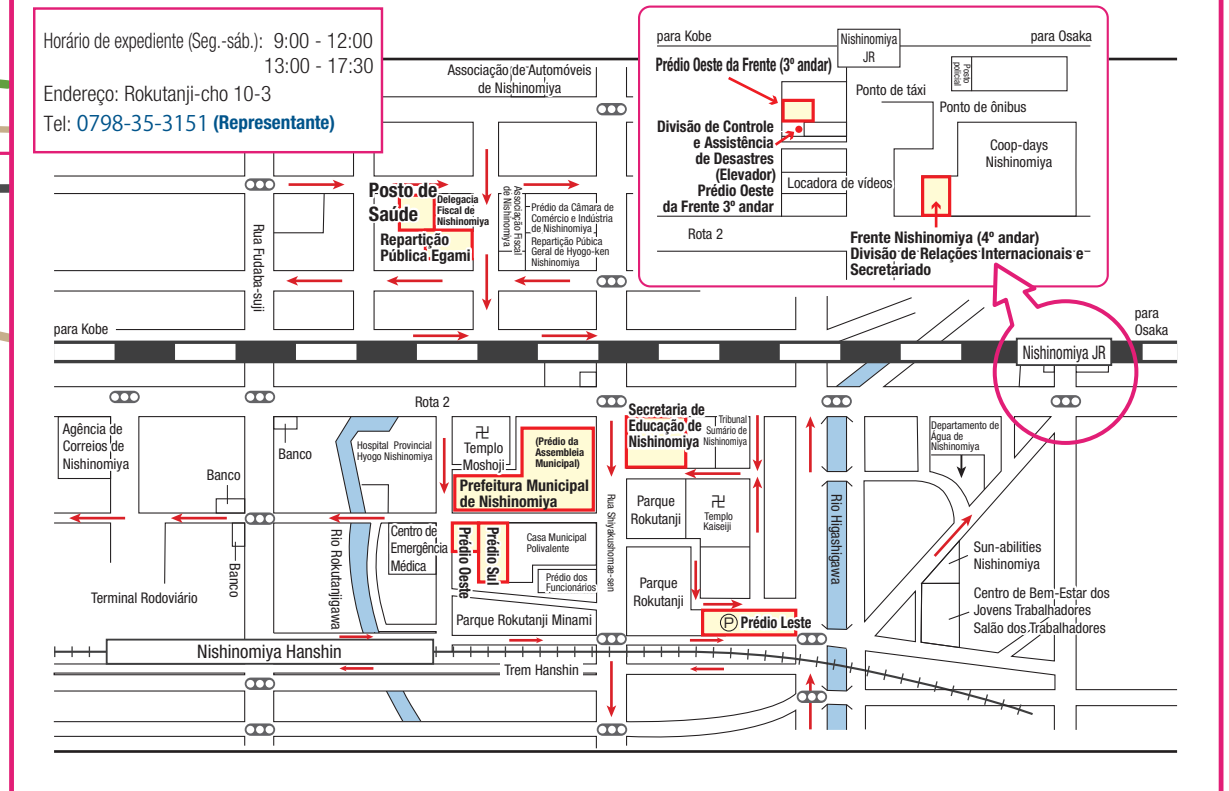 Horário de expediente (Seg.-sáb.): 9:00 - 12:00
13:00 - 17:30
Endereço: Rokutanji-cho 10-3
Tel: 0798-35-3151 (Representante)
para Kobe
Nishinomiya
JR
para Osaka
Prédio Oeste da Frente (3º andar)
Posto
policial
Ponto de táxi
Ponto de ônibus
Divisão de Controle
e Assistência
de Desastres
(Elevador)
Prédio Oeste
da Frente 3º andar
Coop-days
Nishinomiya
Locadora de vídeos
Rota 2
Frente Nishinomiya (4º andar)
Divisão de Relações Internacionais e
Secretariado
Associação de Automóveis
de Nishinomiya
Posto de
Saúde
Delegacia
Fiscal de
Nishinomiya
Repartição
Pública Egami
Associação Fiscal
de Nishinomiya
Prédio da Câmara de
Comércio e Indústria
de Nishinomiya
Repartição Púbica
Geral de Hyogo-ken
Nishinomiya
Rua Fudaba-suji
para Kobe
para
Osaka
Nishinomiya JR
Rota 2
Agência de
Correios de
Nishinomiya
Banco
Banco
Banco
Hospital Provincial
Hyogo Nishinomiya
卍
Templo
Moshoji
(Prédio da
Assembleia
Municipal)
Prefeitura Municipal
de Nishinomiya
Secretaria de
Educação de
Nishinomiya
Tribunal
Sumário de
Nishinomiya
Departamento de
Água de
Nishinomiya
Rua Shiyakushomae-sen
Parque
Rokutanji
卍
Templo
Kaiseiji
Rio Higashigawa
Rio Rokutanjigawa
Centro de
Emergência
Médica
Prédio Oeste
Prédio Sul
Casa Municipal
Polivalente
Prédio dos
Funcionários
Parque
Rokutanji
Sun-abilities
Nishinomiya
Centro de Bem-Estar dos
Jovens Trabalhadores
Salão dos Trabalhadores
Terminal Rodoviário
Parque Rokutanji Minami
P Prédio Leste
Nishinomiya Hanshin
Trem Hanshin